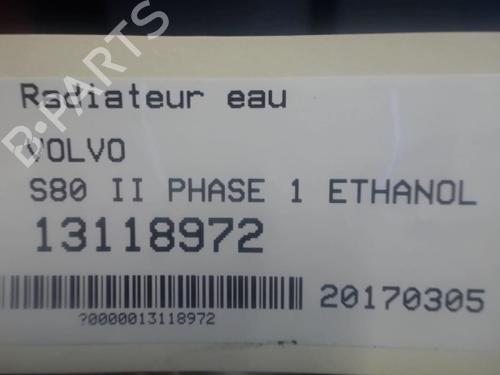 B-PARTS
Radiateur eau
VOLVO
S80 II PHASE 1 ETHANOL
13118972
20170305
?0000013118972